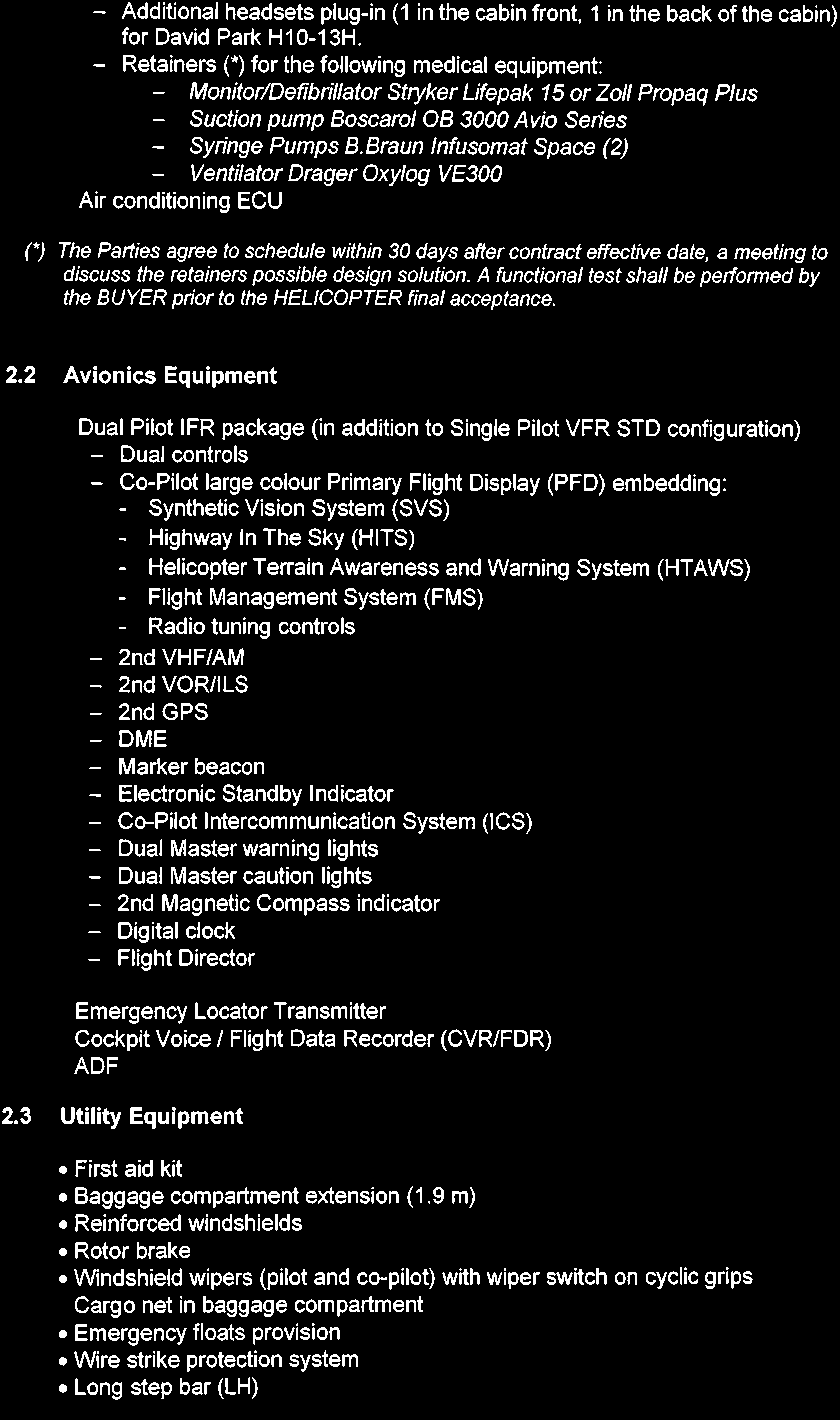 – Additional headsets plug-in (1 in the cabin front, 1 in the back of the cabin)
for David Park H10-13H.
– Retainers (*) for the following medical equipment:
– Monitor/Defibrillator Stryker Lifepak 15 or Zoll Propaq Plus
– Suction pump Boscarol OB 3000 Avio Series
– Syringe Pumps B.Braun Infusomat Space (2)
– Ventilator Drager Oxylog VE300
Air conditioning ECU
(*) The Parties agree to schedule within 30 days after contract effective date, a meeting to
discuss the retainers possible design solution. A functional test shall be performed by
the BUYER prior to the HELICOPTER final acceptance.
2.2 Avionics Equipment
Dual Pilot IFR package (in addition to Single Pilot VFR STD configuration)
– Dual controls
– Co-Pilot large colour Primary Flight Display (PFD) embedding:
- Synthetic Vision System (SVS)
- Highway In The Sky (HITS)
- Helicopter Terrain Awareness and Warning System (HTAWS)
- Flight Management System (FMS)
- Radio tuning controls
– 2nd VHF/AM
– 2nd VOR/ILS
– 2nd GPS
– DME
– Marker beacon
– Electronic Standby Indicator
– Co-Pilot Intercommunication System (ICS)
– Dual Master warning lights
– Dual Master caution lights
– 2nd Magnetic Compass indicator
– Digital clock
– Flight Director
Emergency Locator Transmitter
Cockpit Voice / Flight Data Recorder (CVR/FDR)
ADF
2.3 Utility Equipment
• First aid kit
• Baggage compartment extension (1.9 m)
• Reinforced windshields
• Rotor brake
• Windshield wipers (pilot and co-pilot) with wiper switch on cyclic grips
Cargo net in baggage compartment
• Emergency floats provision
• Wire strike protection system
• Long step bar (LH)